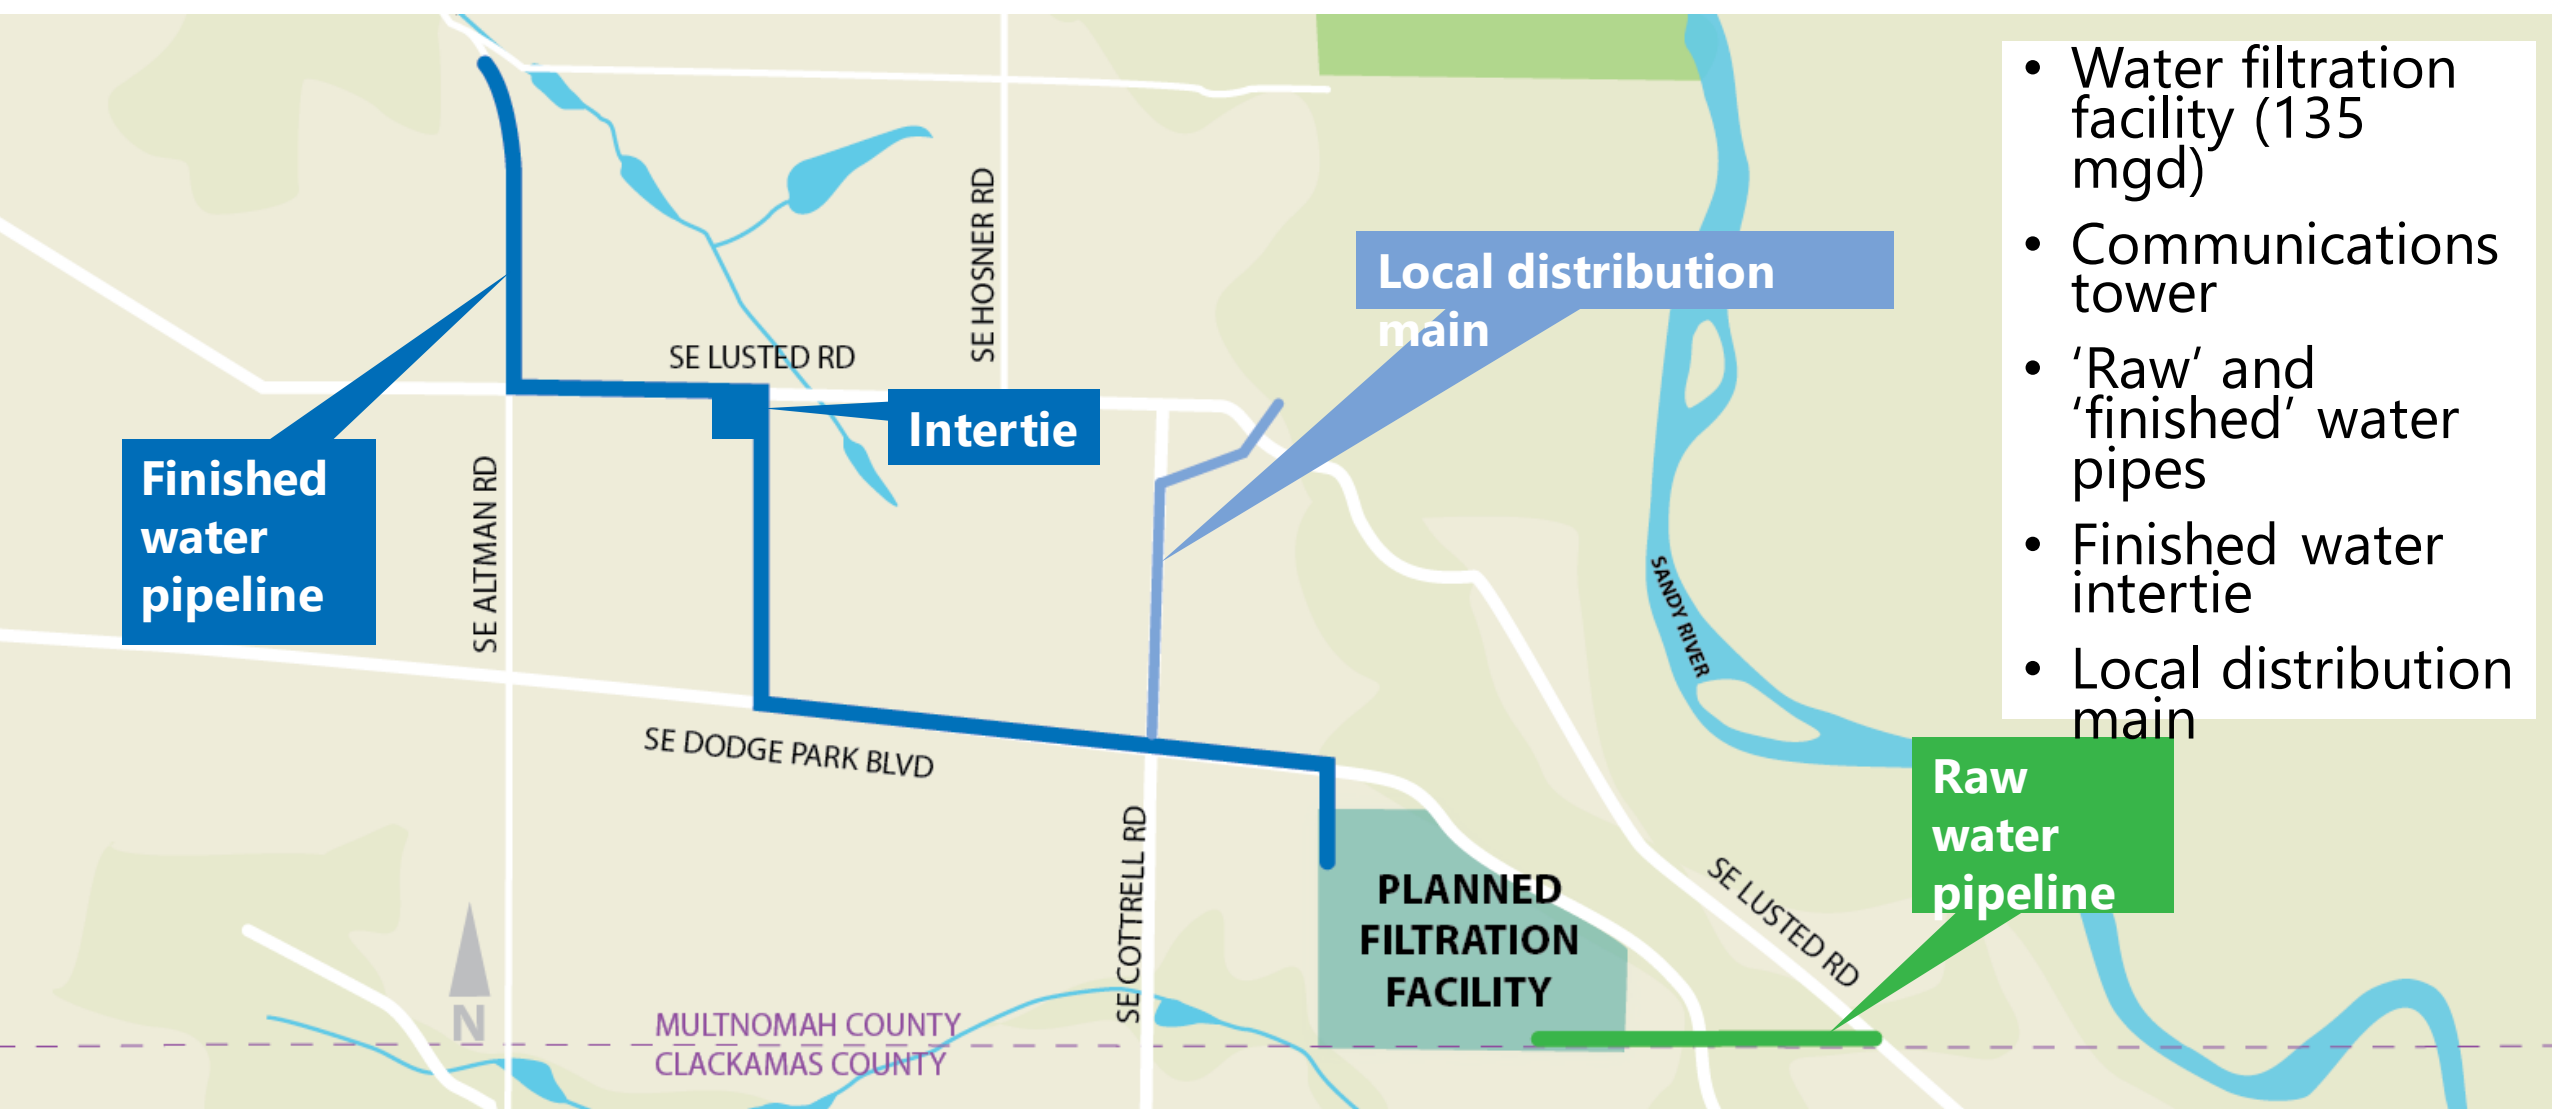 • Water filtration
facility (135
mgd)
• Communications
tower
• ‘Raw’ and
‘finished’ water
pipes
• Finished water
intertie
• Local distribution
main
Local distribution
main
SE HOSNER RD
SE LUSTED RD
Intertie
Finished
water
pipeline
SE ALTMAN RD
SANDY RIVER
SE DODGE PARK BLVD
Raw
water
pipeline
SE COTTRELL RD
PLANNED
FILTRATION
FACILITY
SE LUSTED RD
N
MULTNOMAH COUNTY
CLACKAMAS COUNTY